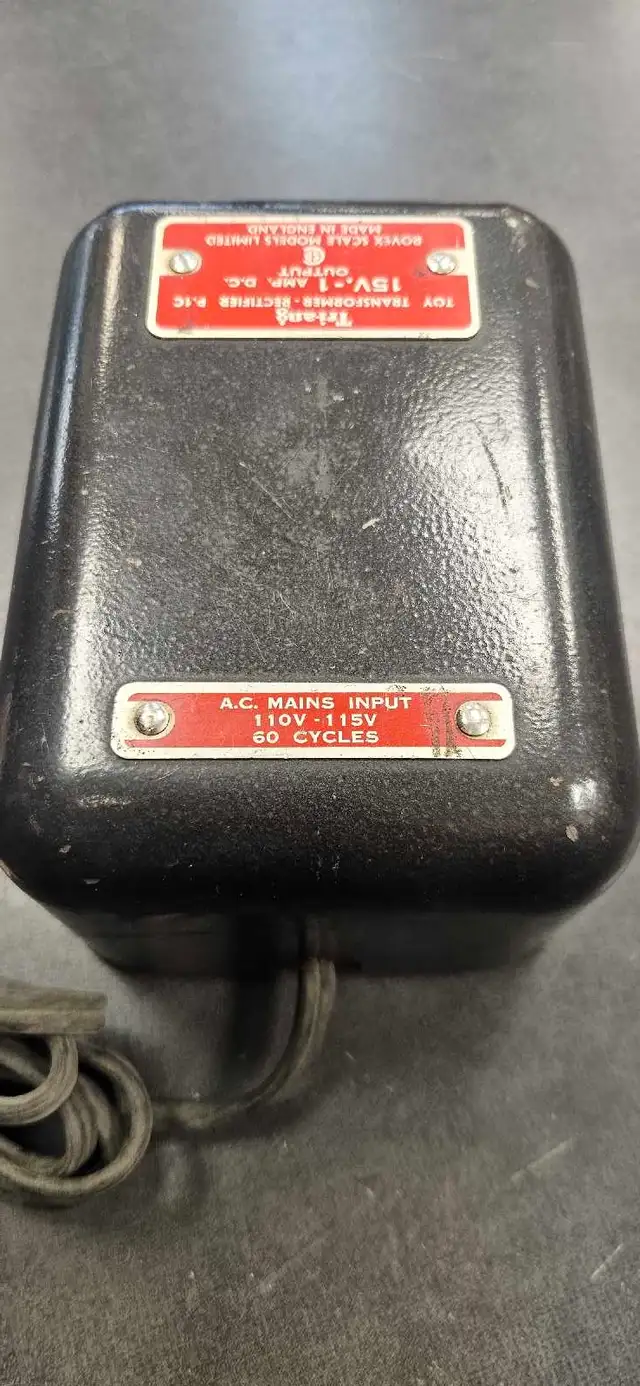 Tri-ang
TOY TRANSFORMER - RECTIFIER P.1C
15V.-1 AMP. D.C.
OUTPUT
ROVEX SCALE MODELS LIMITED
MADE IN ENGLAND
A.C. MAINS INPUT
110V - 115V
60 CYCLES